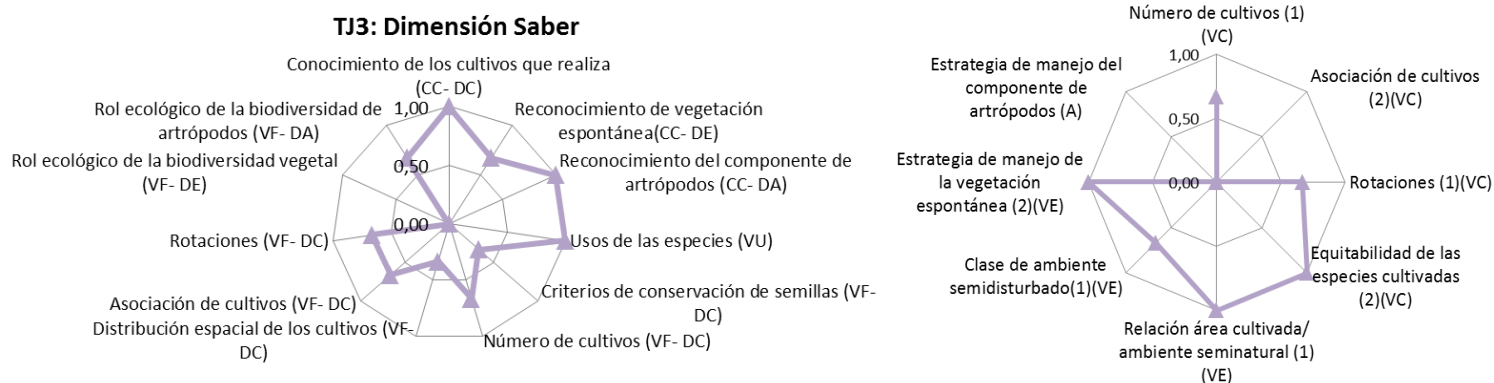 TJ3: Dimensión Saber
Conocimiento de los cultivos que realiza
(CC- DC)
Reconocimiento de vegetación
espontánea(CC- DE)
Reconocimiento del componente de
artrópodos (CC- DA)
Usos de las especies (VU)
Criterios de conservación de semillas (VF-
DC)
Número de cultivos (VF- DC)
Distribución espacial de los cultivos (VF-
DC)
Asociación de cultivos (VF- DC)
Rotaciones (VF- DC)
Rol ecológico de la biodiversidad vegetal
(VF- DE)
Rol ecológico de la biodiversidad de
artrópodos (VF- DA)
1,00
0,50
0,00
Número de cultivos (1)
(VC)
Asociación de cultivos
(2)(VC)
Rotaciones (1)(VC)
Equitabilidad de las
especies cultivadas
(2)(VC)
Relación área cultivada/
ambiente seminatural (1)
(VE)
Clase de ambiente
semidisturbado(1)(VE)
Estrategia de manejo de
la vegetación
espontánea (2)(VE)
Estrategia de manejo del
componente de
artrópodos (A)
1,00
0,50
0,00